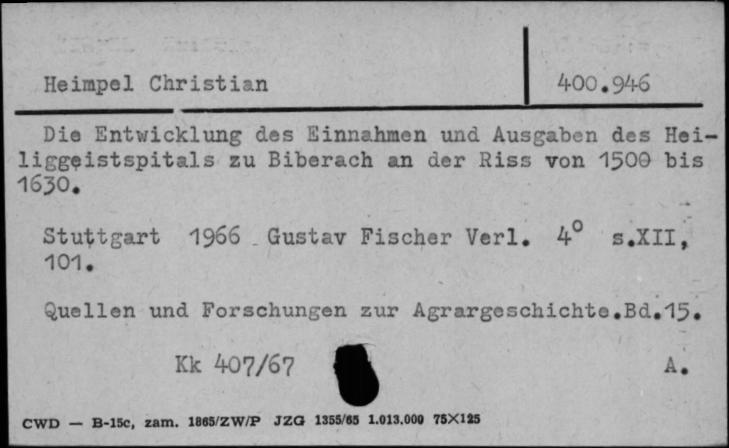 Heimpel Christian 400.946
Die Entwicklung des Einnahmen und Ausgaben des Hei-
liggeistspitals zu Biberach an der Riss von 1500 bis
1630.
Stuttgart 1966 Gustav Fischer Verl. 4° s.XII,
101.
Quellen und Forschungen zur Agrargeschichte.Bd.15.
Kk 407/67 A.
CWD — B-15c, zam. 1865/ZW/P JZG 1355/65 1.013.000 75×125